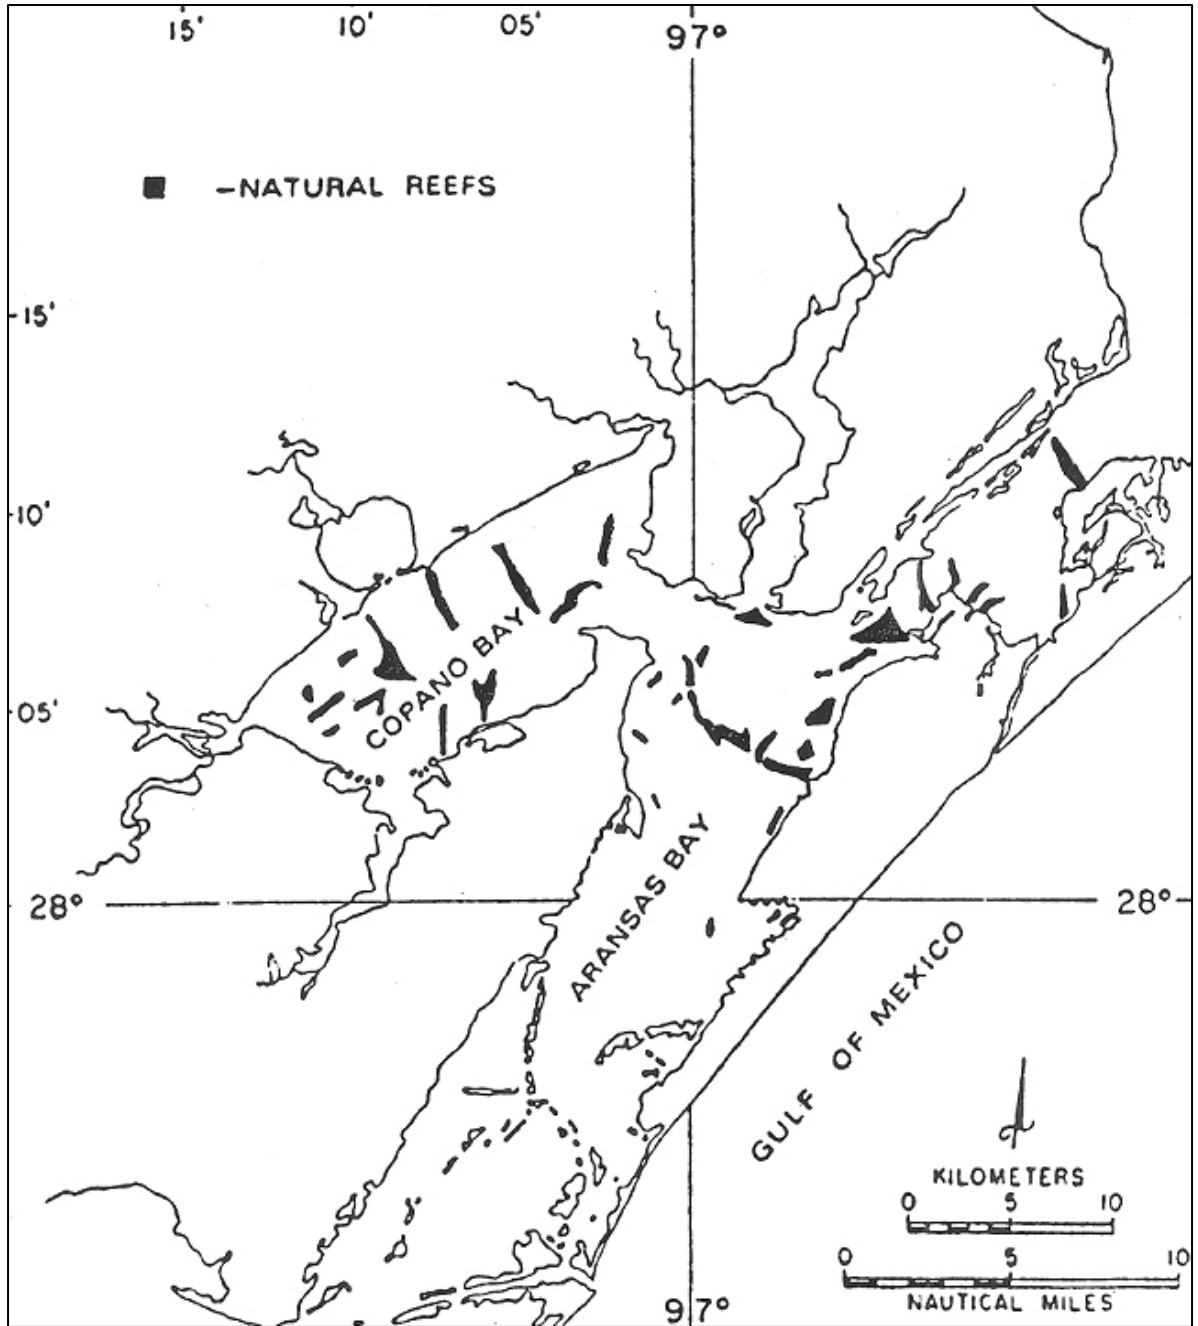 15' 10' 05' 97°
■ -NATURAL REEFS
-15'
10'
05'
COPANO BAY
ARANSAS BAY
28° 28°
GULF OF MEXICO
KILOMETERS
0 5 10
0 5 10
NAUTICAL MILES
97°